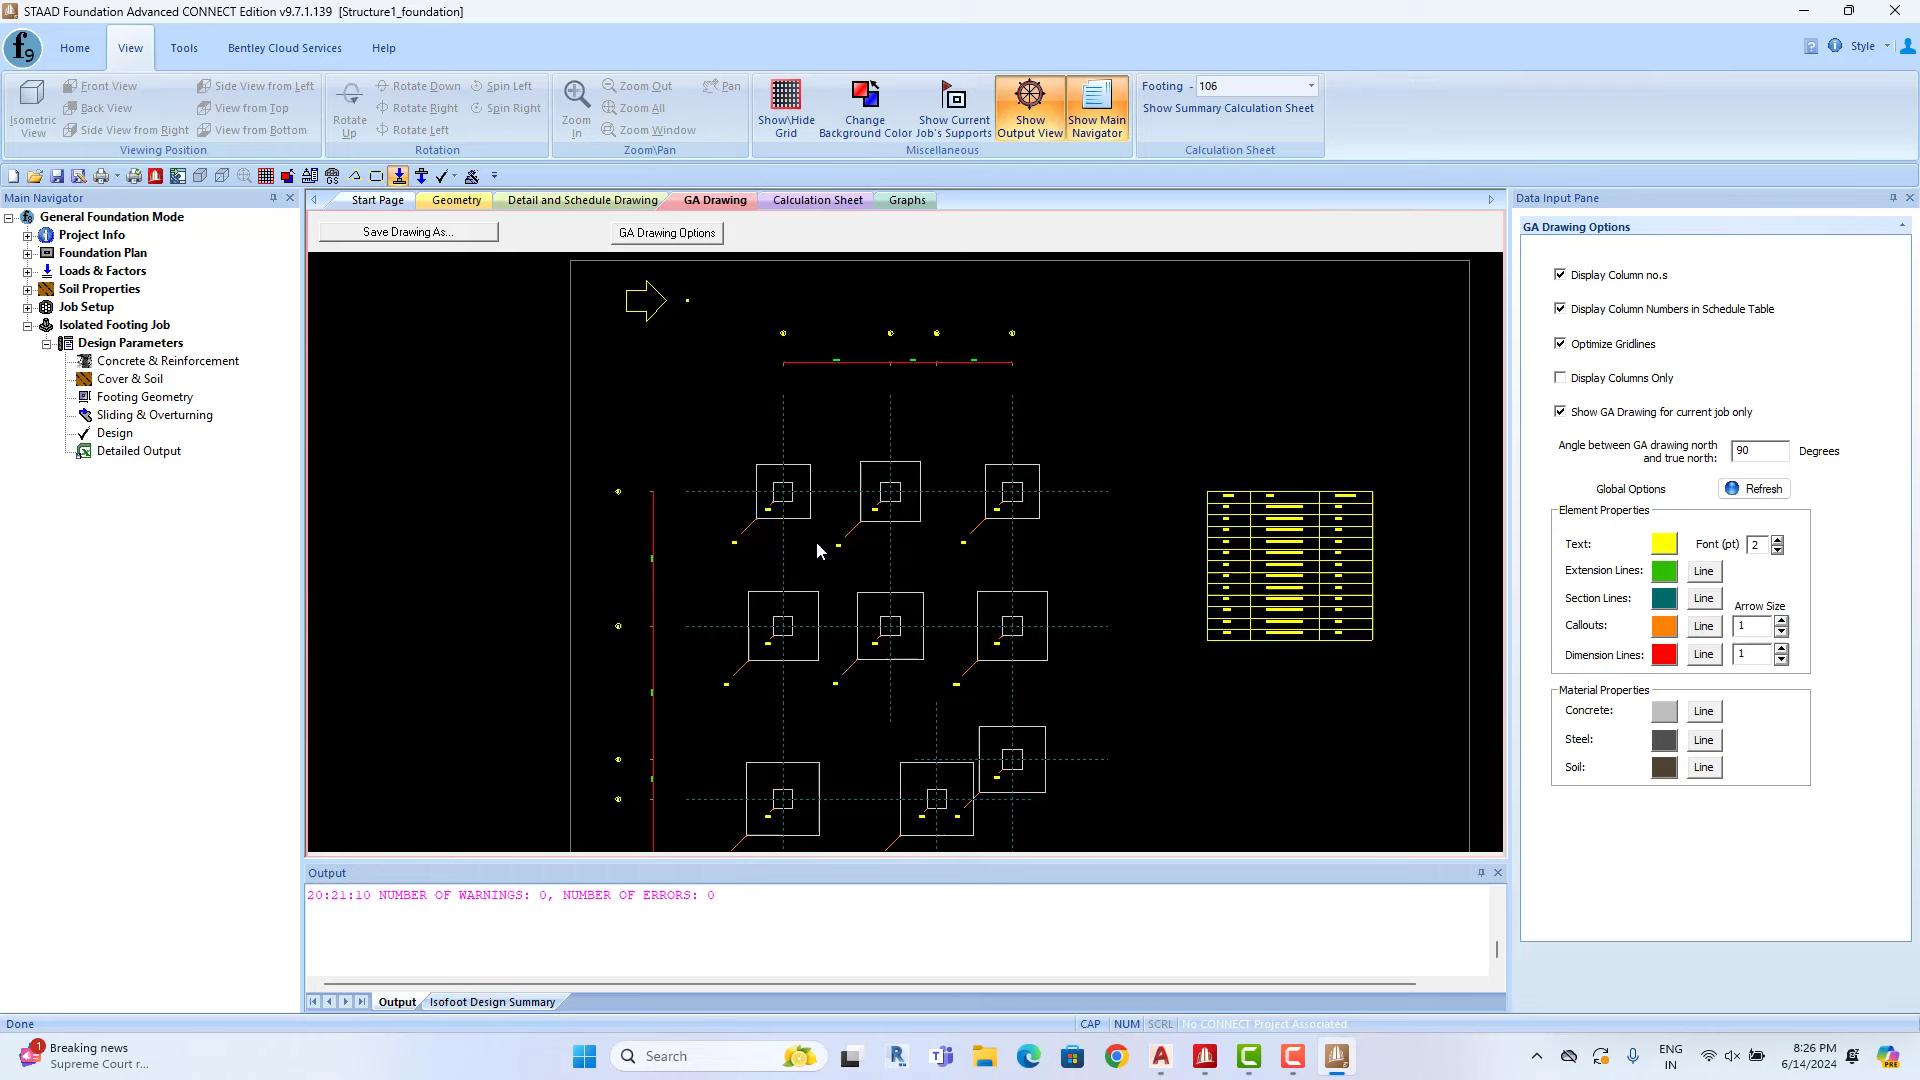 STAAD Foundation Advanced CONNECT Edition v9.7.1.139 [Structure1_foundation]
Home View Tools Bentley Cloud Services Help Style
Isometric View
Front View
Back View
Side View from Right
Side View from Left
View from Top
View from Bottom
Viewing Position
Rotate Up
Rotate Down
Rotate Right
Rotate Left
Spin Left
Spin Right
Rotation
Zoom In
Zoom Out
Zoom All
Zoom Window
Pan
Zoom\Pan
Show\Hide Grid
Change Background Color
Show Current Job's Supports
Show Output View
Show Main Navigator
Miscellaneous
Footing - 106
Show Summary Calculation Sheet
Calculation Sheet
Main Navigator
General Foundation Mode
Project Info
Foundation Plan
Loads & Factors
Soil Properties
Job Setup
Isolated Footing Job
Design Parameters
Concrete & Reinforcement
Cover & Soil
Footing Geometry
Sliding & Overturning
Design
Detailed Output
Start Page Geometry Detail and Schedule Drawing GA Drawing Calculation Sheet Graphs
Save Drawing As... GA Drawing Options
Data Input Pane
GA Drawing Options
Display Column no.s
Display Column Numbers in Schedule Table
Optimize Gridlines
Display Columns Only
Show GA Drawing for current job only
Angle between GA drawing north and true north: 90 Degrees
Global Options Refresh
Element Properties
Text: Font (pt) 2
Extension Lines: Line
Section Lines: Line Arrow Size
Callouts: Line 1
Dimension Lines: Line 1
Material Properties
Concrete: Line
Steel: Line
Soil: Line
Output
20:21:10 NUMBER OF WARNINGS: 0, NUMBER OF ERRORS: 0
Output Isofoot Design Summary
Done CAP NUM SCRL No CONNECT Project Associated
1
Breaking news
Supreme Court r...
Search
ENG
IN
8:26 PM
6/14/2024